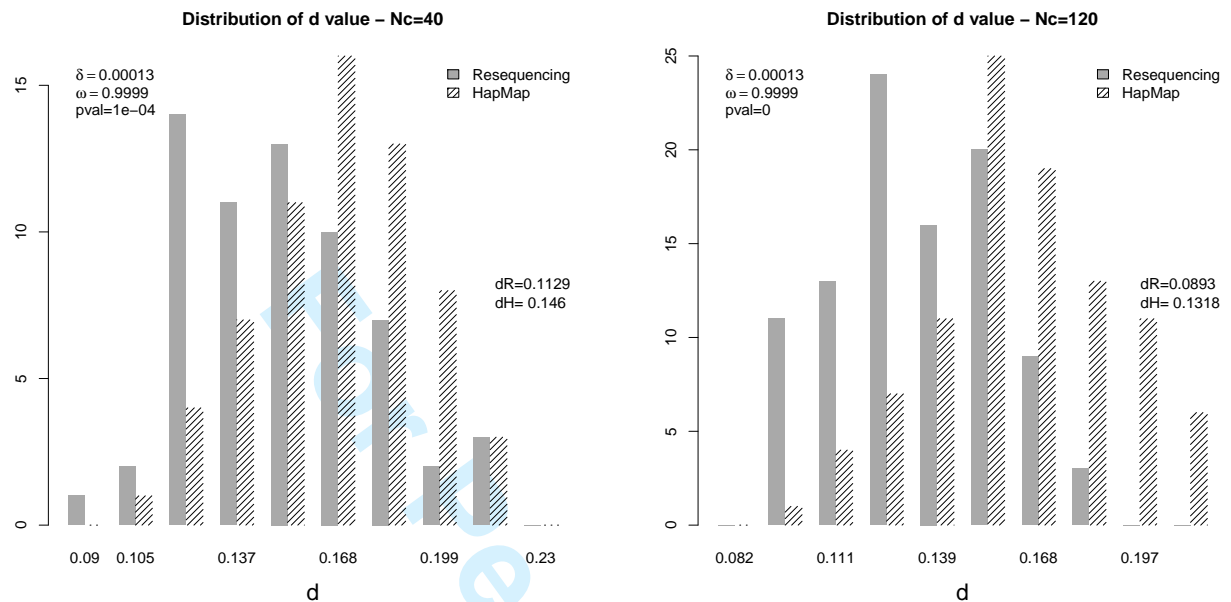 Distribution of d value − Nc=40
δ = 0.00013
ω = 0.9999
pval=1e−04
Resequencing
HapMap
15
10
5
0
dR=0.1129
dH= 0.146
0.09 0.105 0.137 0.168 0.199 0.23
d
Distribution of d value − Nc=120
δ = 0.00013
ω = 0.9999
pval=0
Resequencing
HapMap
25
20
15
10
5
0
dR=0.0893
dH= 0.1318
0.082 0.111 0.139 0.168 0.197
d
For Pe